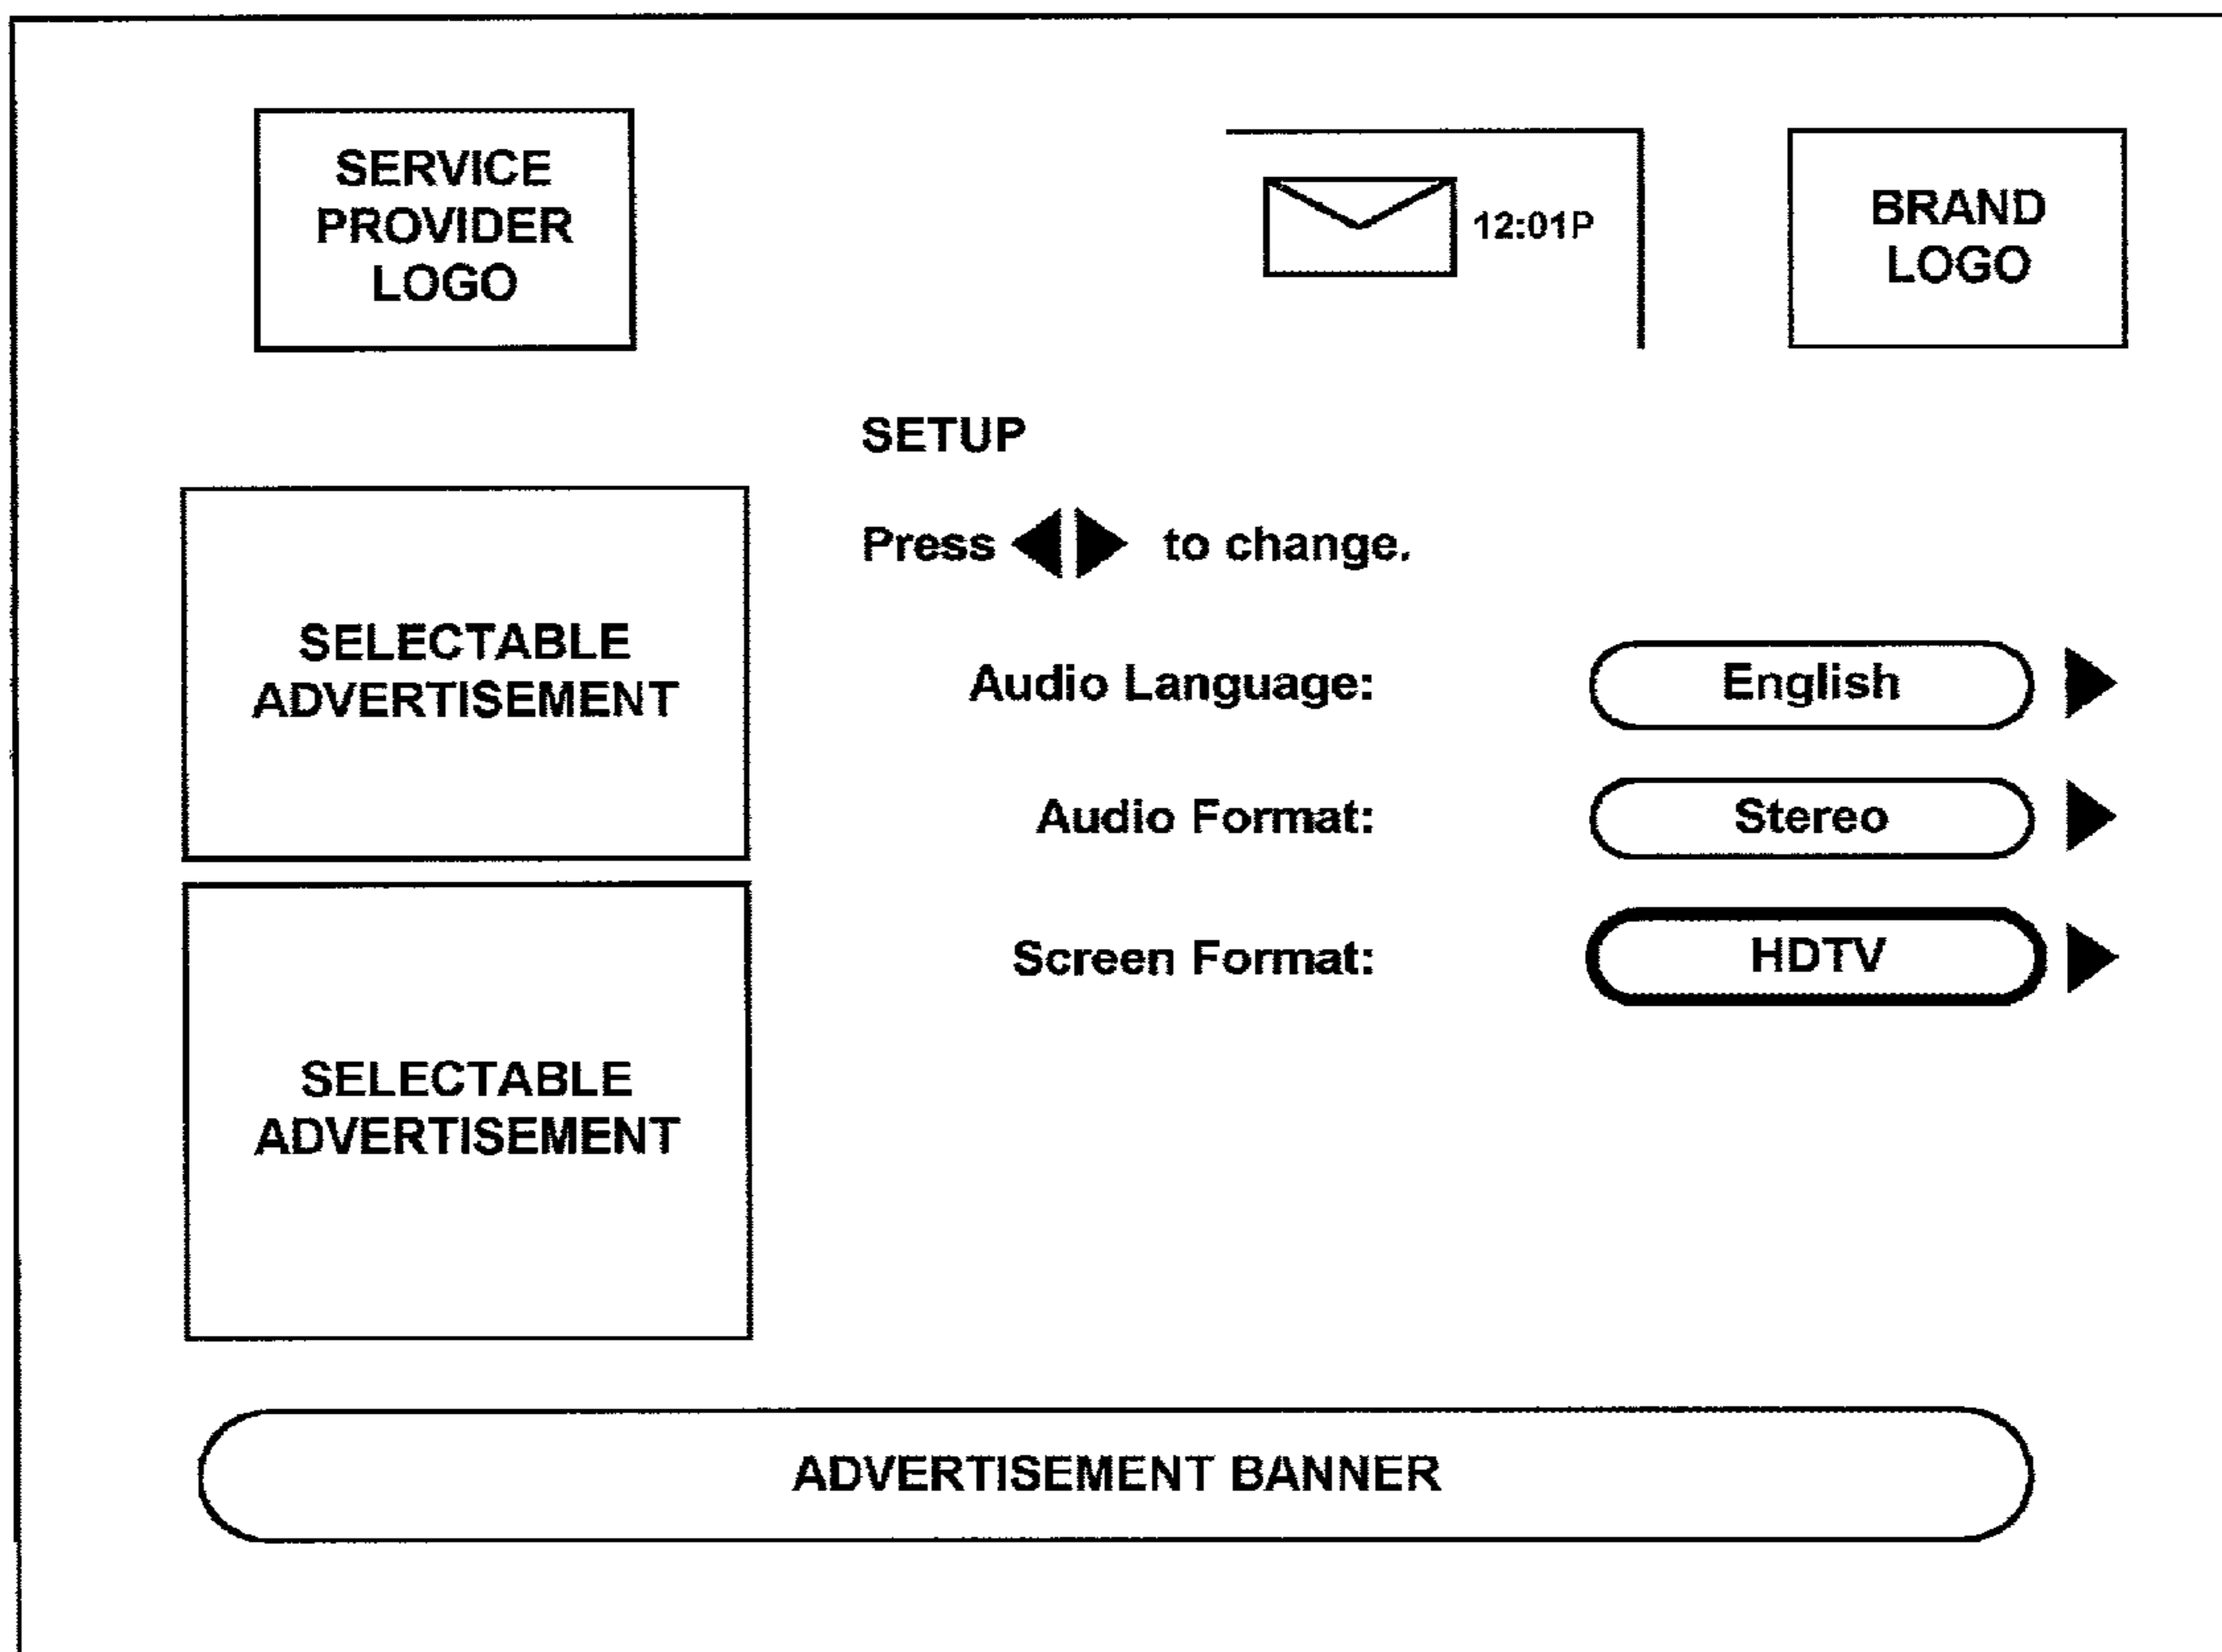 SERVICE
PROVIDER
LOGO
12:01P
BRAND
LOGO
SETUP
Press to change.
SELECTABLE
ADVERTISEMENT
Audio Language: English
Audio Format: Stereo
Screen Format: HDTV
SELECTABLE
ADVERTISEMENT
ADVERTISEMENT BANNER